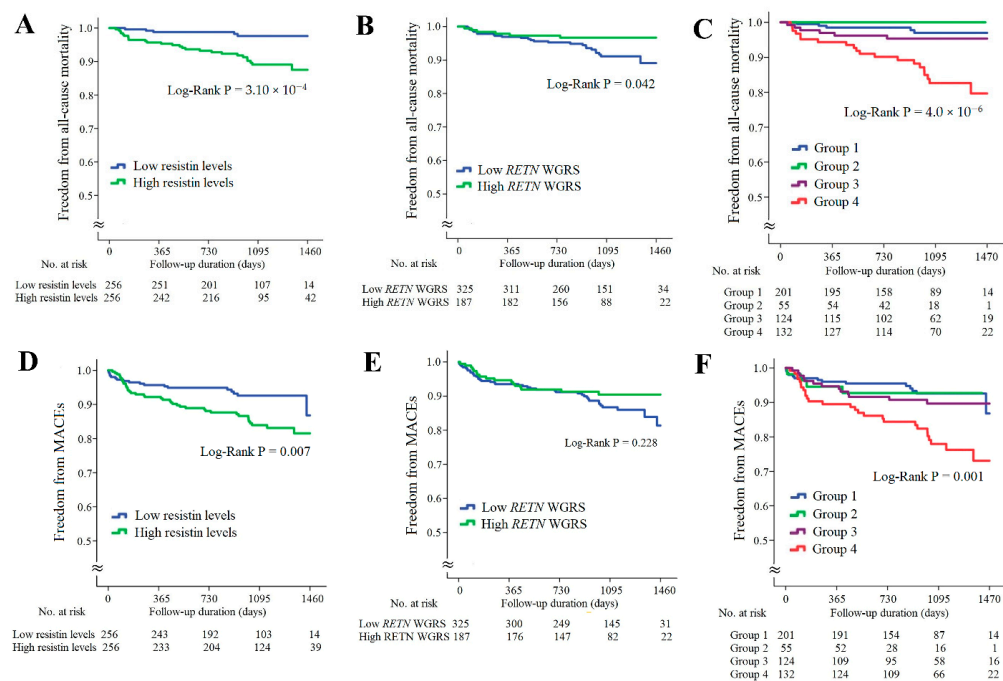 A
Freedom from all-cause mortality
1.0
0.9
0.8
0.7
0.6
0.5
Log-Rank P = 3.10 × 10⁻⁴
Low resistin levels
High resistin levels
0 365 730 1095 1460
No. at risk Follow-up duration (days)
Low resistin levels 256 251 201 107 14
High resistin levels 256 242 216 95 42
B
Freedom from all-cause mortality
1.0
0.9
0.8
0.7
0.6
0.5
Log-Rank P = 0.042
Low RETN WGRS
High RETN WGRS
0 365 730 1095 1460
No. at risk Follow-up duration (days)
Low RETN WGRS 325 311 260 151 34
High RETN WGRS 187 182 156 88 22
C
Freedom from all-cause mortality
1.0
0.9
0.8
0.7
0.6
0.5
Log-Rank P = 4.0 × 10⁻⁶
Group 1
Group 2
Group 3
Group 4
0 365 730 1095 1470
Follow-up duration (days)
No. at risk
Group 1 201 195 158 89 14
Group 2 55 54 42 18 1
Group 3 124 115 102 62 19
Group 4 132 127 114 70 22
D
Freedom from MACEs
1.0
0.9
0.8
0.7
0.6
0.5
Log-Rank P = 0.007
Low resistin levels
High resistin levels
0 365 730 1095 1460
No. at risk Follow-up duration (days)
Low resistin levels 256 243 192 103 14
High resistin levels 256 233 204 124 39
E
Freedom from MACEs
1.0
0.9
0.8
0.7
0.6
0.5
Log-Rank P = 0.228
Low RETN WGRS
High RETN WGRS
0 365 730 1095 1460
No. at risk Follow-up duration (days)
Low RETN WGRS 325 300 249 145 31
High RETN WGRS 187 176 147 82 22
F
Freedom from MACEs
1.0
0.9
0.8
0.7
0.6
0.5
Log-Rank P = 0.001
Group 1
Group 2
Group 3
Group 4
0 365 730 1095 1470
No. at risk Follow-up duration (days)
Group 1 201 191 154 87 14
Group 2 55 52 28 16 1
Group 3 124 109 95 58 16
Group 4 132 124 109 66 22